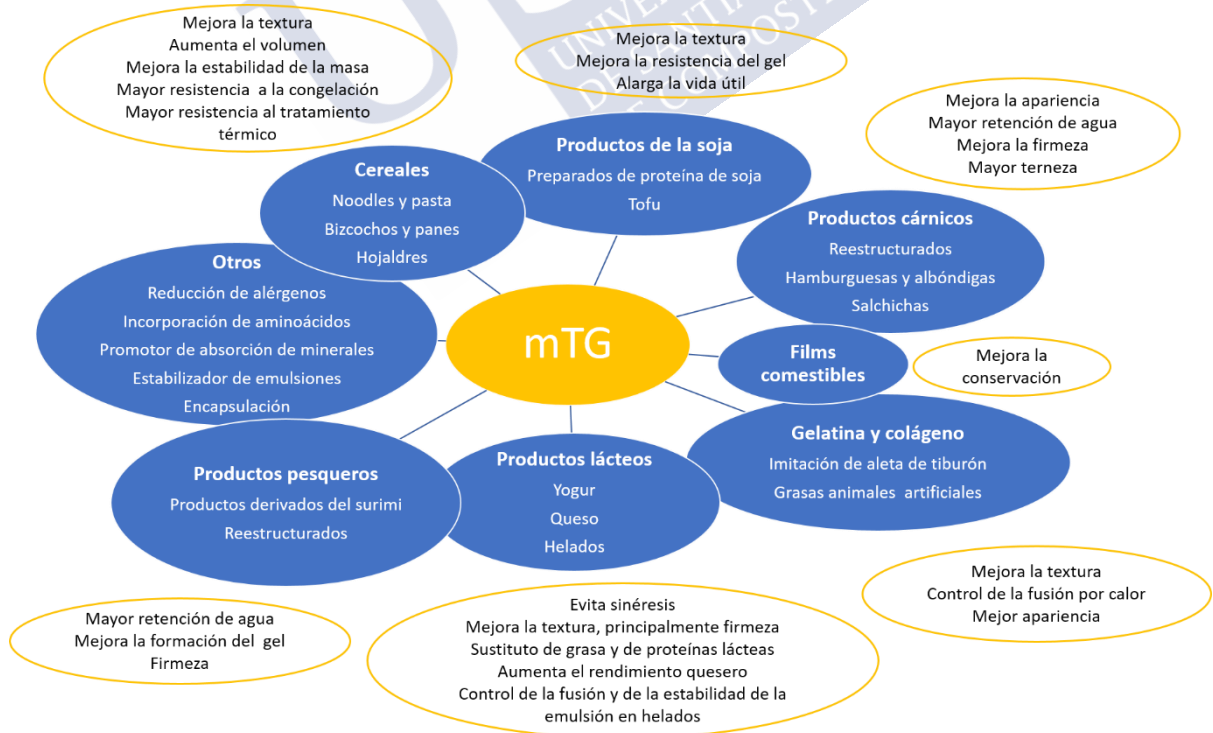 UNIVER
DE SANTI
DE COMPOST
Mejora la textura
Aumenta el volumen
Mejora la estabilidad de la masa
Mayor resistencia a la congelación
Mayor resistencia al tratamiento
térmico
Mejora la textura
Mejora la resistencia del gel
Alarga la vida útil
Mejora la apariencia
Mayor retención de agua
Mejora la firmeza
Mayor terneza
Productos de la soja
Preparados de proteína de soja
Tofu
Cereales
Noodles y pasta
Bizcochos y panes
Hojaldres
Productos cárnicos
Reestructurados
Hamburguesas y albóndigas
Salchichas
Otros
Reducción de alérgenos
Incorporación de aminoácidos
Promotor de absorción de minerales
Estabilizador de emulsiones
Encapsulación
mTG
Films
comestibles
Mejora la
conservación
Gelatina y colágeno
Imitación de aleta de tiburón
Grasas animales artificiales
Productos pesqueros
Productos derivados del surimi
Reestructurados
Productos lácteos
Yogur
Queso
Helados
Mejora la textura
Control de la fusión por calor
Mejor apariencia
Mayor retención de agua
Mejora la formación del gel
Firmeza
Evita sinéresis
Mejora la textura, principalmente firmeza
Sustituto de grasa y de proteínas lácteas
Aumenta el rendimiento quesero
Control de la fusión y de la estabilidad de la
emulsión en helados